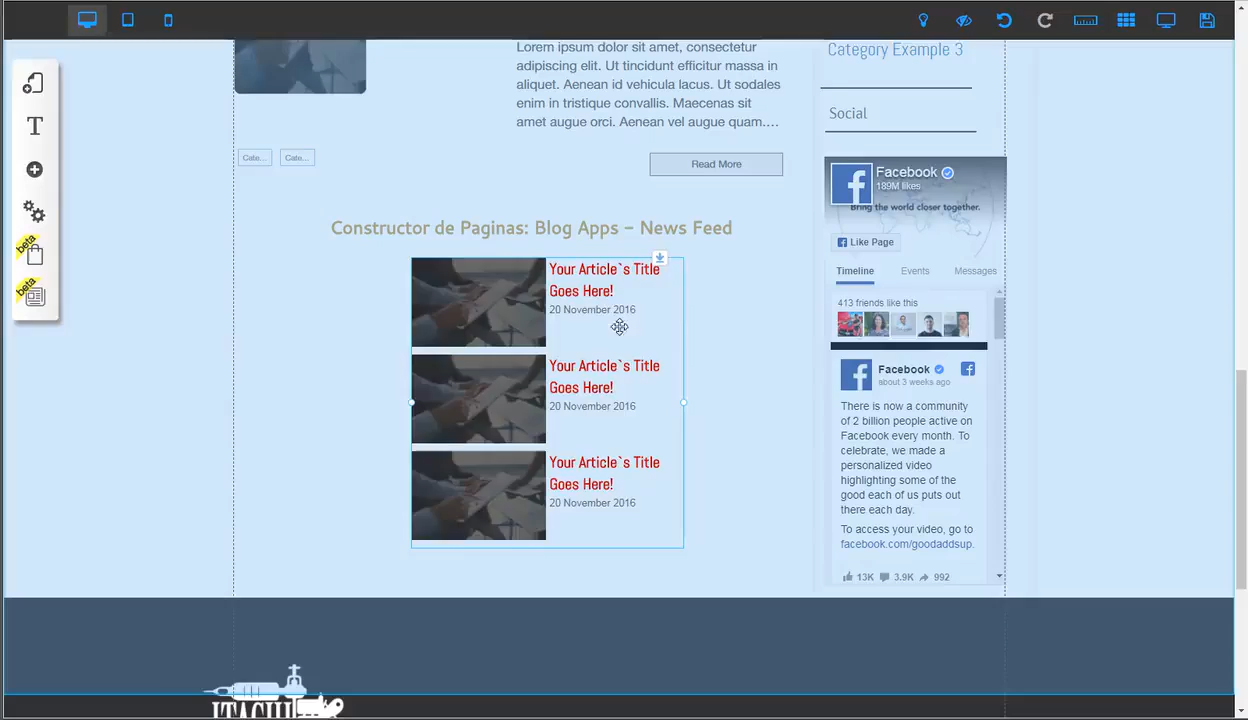 Lorem ipsum dolor sit amet, consectetur
adipiscing elit. Ut tincidunt efficitur massa in
aliquet. Aenean id vehicula lacus. Ut sodales
enim in tristique convallis. Maecenas sit
amet augue orci. Aenean vel augue quam....
Cate...
Cate...
Read More
Category Example 3
Social
Facebook
189M likes
Bring the world closer together.
Like Page
Timeline
Events
Messages
413 friends like this
Facebook
about 3 weeks ago
There is now a community
of 2 billion people active on
Facebook every month. To
celebrate, we made a
personalized video
highlighting some of the
good each of us puts out
there each day.
To access your video, go to
facebook.com/goodaddsup.
13K
3.9K
992
T
beta
beta
Constructor de Paginas: Blog Apps – News Feed
Your Article`s Title
Goes Here!
20 November 2016
Your Article`s Title
Goes Here!
20 November 2016
Your Article`s Title
Goes Here!
20 November 2016